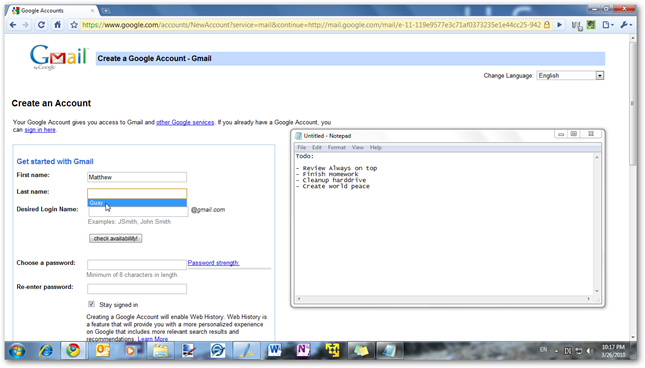 Google Accounts
https://www.google.com/accounts/NewAccount?service=mail&continue=http://mail.google.com/mail/e-11-119e9577e3c71af0373235e1e44cc25-942
Gmail
by Google
Create a Google Account - Gmail
Change Language: English
Create an Account
Your Google Account gives you access to Gmail and other Google services. If you already have a Google Account, you
can sign in here.
Get started with Gmail
First name: Matthew
Last name:
Guay
Desired Login Name: @gmail.com
Examples: JSmith, John.Smith
check availability!
Choose a password: Password strength:
Minimum of 8 characters in length.
Re-enter password:
Stay signed in
Creating a Google Account will enable Web History. Web History is
a feature that will provide you with a more personalized experience
on Google that includes more relevant search results and
recommendations. Learn More
Untitled - Notepad
File Edit Format View Help
Todo:
- Review Always on top
- Finish Homework
- Cleanup harddrive
- Create world peace
EN
10:17 PM
3/26/2010